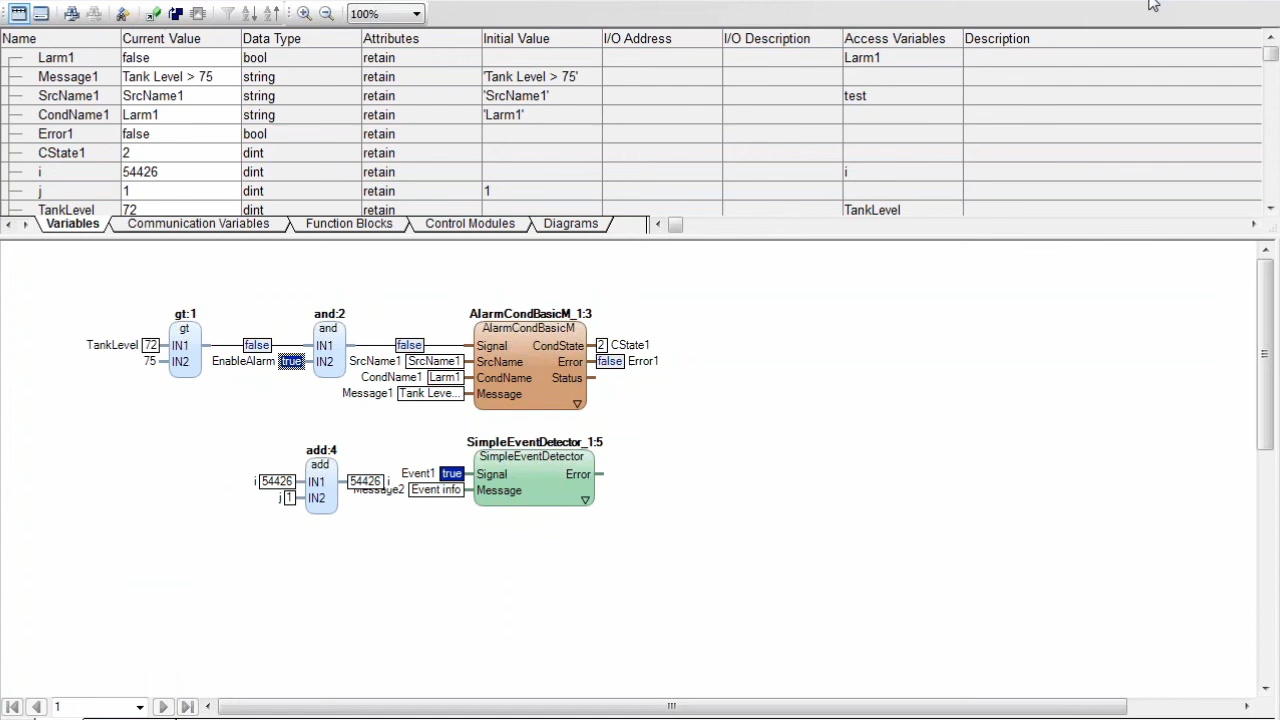 100%
Name Current Value Data Type Attributes Initial Value I/O Address I/O Description Access Variables Description
Larm1 false bool retain Larm1
Message1 Tank Level > 75 string retain 'Tank Level > 75'
SrcName1 SrcName1 string retain 'SrcName1' test
CondName1 Larm1 string retain 'Larm1'
Error1 false bool retain
CState1 2 dint retain
i 54426 dint retain i
j 1 dint retain 1
TankLevel 72 dint retain TankLevel
Variables Communication Variables Function Blocks Control Modules Diagrams
gt:1 and:2 AlarmCondBasicM_1:3
gt and AlarmCondBasicM
TankLevel 72 IN1 false IN1 false Signal CondState 2 CState1
75 IN2 EnableAlarm true IN2 SrcName1 SrcName1 SrcName Error false Error1
CondName1 Larm1 CondName Status
Message1 Tank Leve... Message
add:4 SimpleEventDetector_1:5
add SimpleEventDetector
i 54426 IN1 54426 i Event1 true Signal Error
j 1 IN2 Message2 Event info Message
1